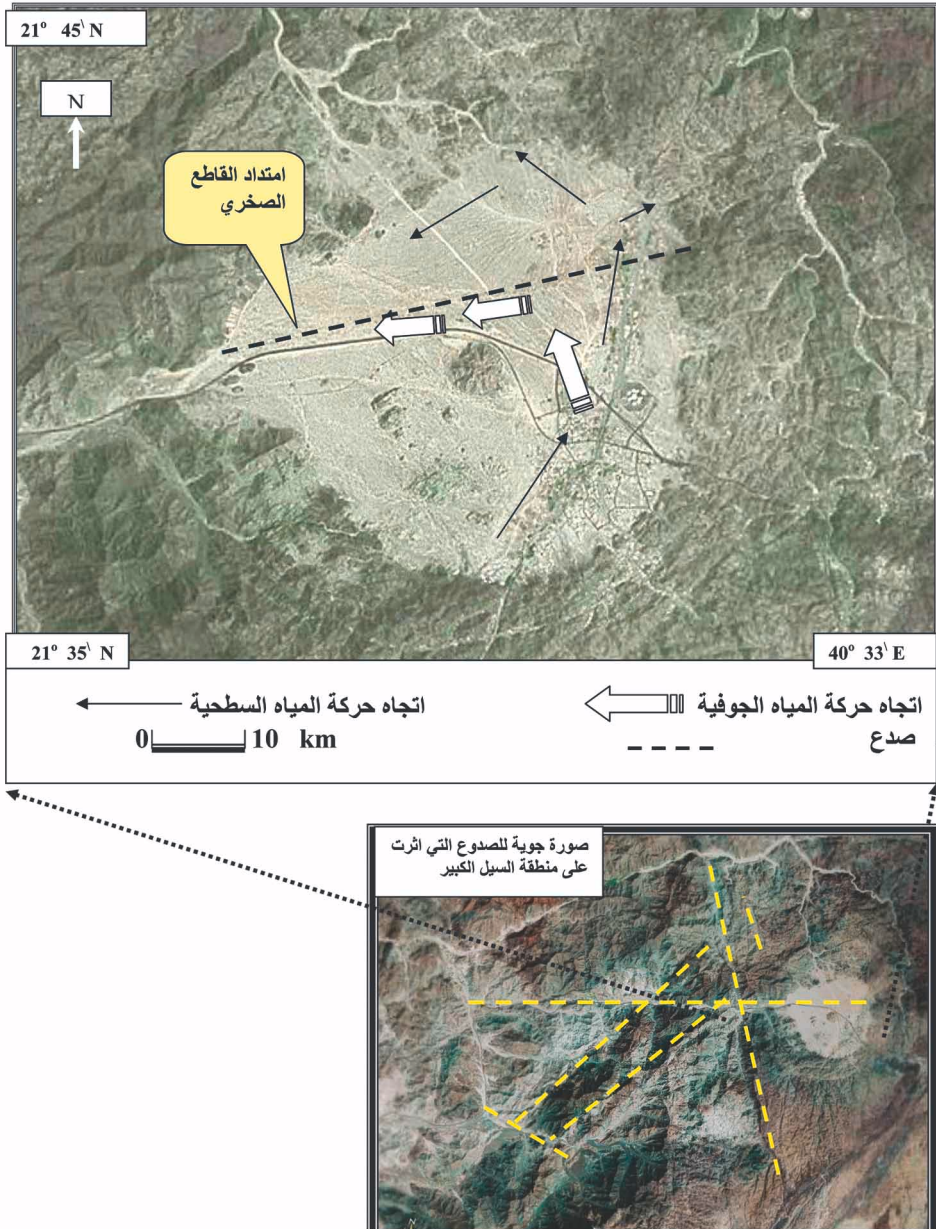 21° 45\ N
N
امتداد القاطع
الصخري
21° 35\ N
40° 33\ E
اتجاه حركة المياه الجوفية
اتجاه حركة المياه السطحية
صدع
0 10 km
صورة جوية للصدوع التي اثرت
على منطقة السيل الكبير
N